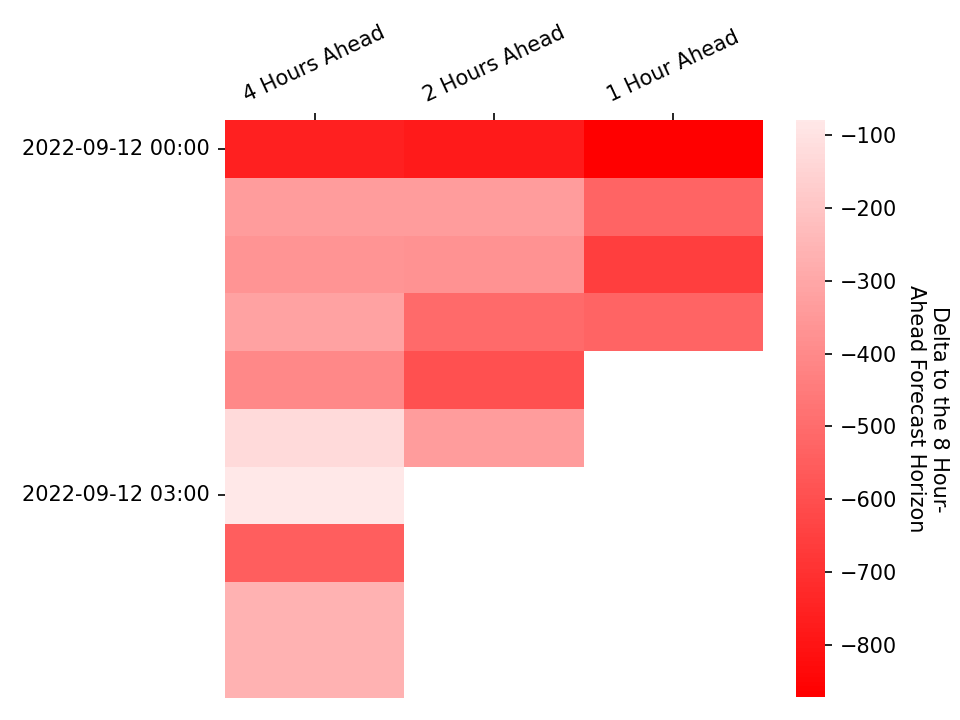 4 Hours Ahead
2 Hours Ahead
1 Hour Ahead
2022-09-12 00:00
2022-09-12 03:00
−100
−200
−300
−400
−500
−600
−700
−800
Delta to the 8 Hour-
Ahead Forecast Horizon